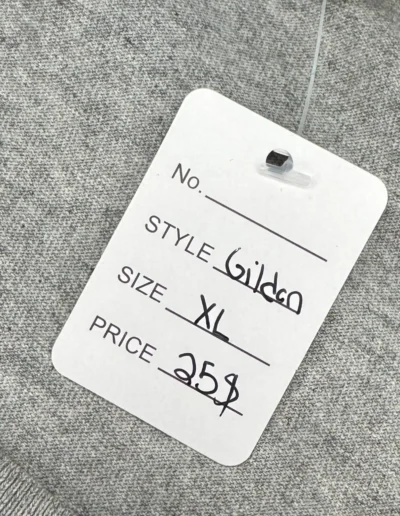 No.
STYLE Gildan
SIZE XL
PRICE 25$